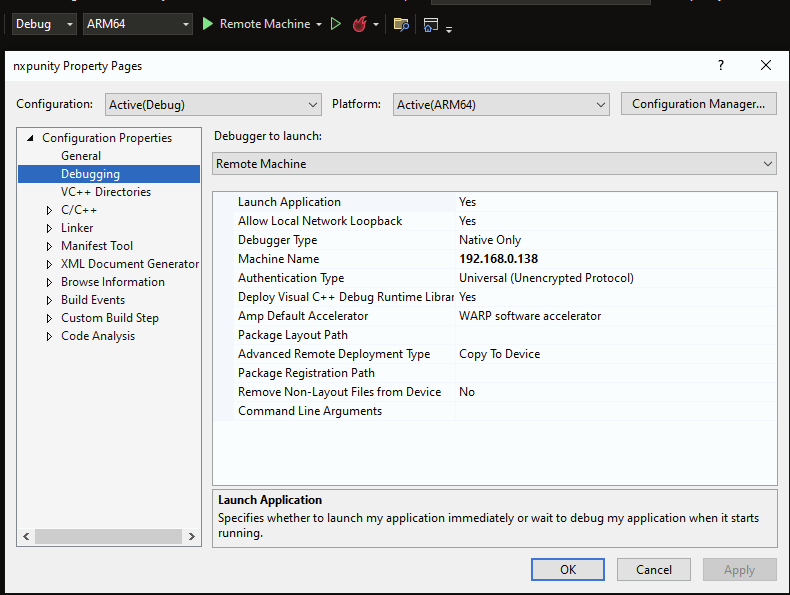 Debug ARM64 Remote Machine
nxpunity Property Pages ?
Configuration: Active(Debug) Platform: Active(ARM64) Configuration Manager...
Configuration Properties
General
Debugging
VC++ Directories
C/C++
Linker
Manifest Tool
XML Document Generator
Browse Information
Build Events
Custom Build Step
Code Analysis
Debugger to launch:
Remote Machine
Launch Application Yes
Allow Local Network Loopback Yes
Debugger Type Native Only
Machine Name 192.168.0.138
Authentication Type Universal (Unencrypted Protocol)
Deploy Visual C++ Debug Runtime Librar Yes
Amp Default Accelerator WARP software accelerator
Package Layout Path
Advanced Remote Deployment Type Copy To Device
Package Registration Path
Remove Non-Layout Files from Device No
Command Line Arguments
Launch Application
Specifies whether to launch my application immediately or wait to debug my application when it starts
running.
OK Cancel Apply